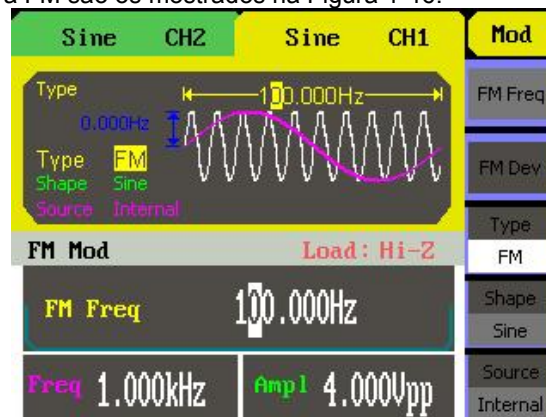 a FM são os mostrados na Figura 1-
Sine CH2 Sine CH1 Mod
Type 100.000Hz
0.000Hz
Type FM
Shape Sine
Source Internal
FM Freq
FM Dev
Type
FM
FM Mod Load: Hi-Z
FM Freq 100.000Hz
Shape
Sine
Freq 1.000kHz Ampl 4.000Vpp
Source
Internal